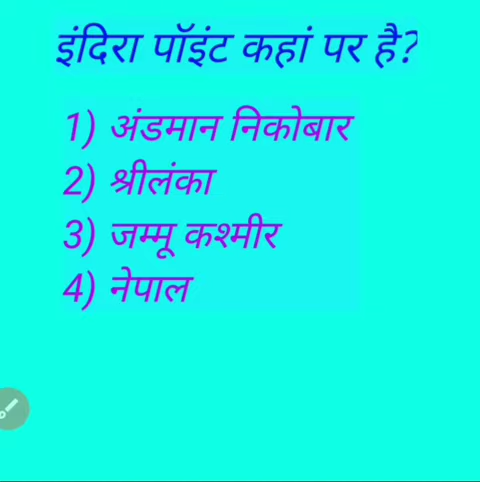 इंदिरा पॉइंट कहां पर है?
1) अंडमान निकोबार
2) श्रीलंका
3) जम्मू कश्मीर
4) नेपाल